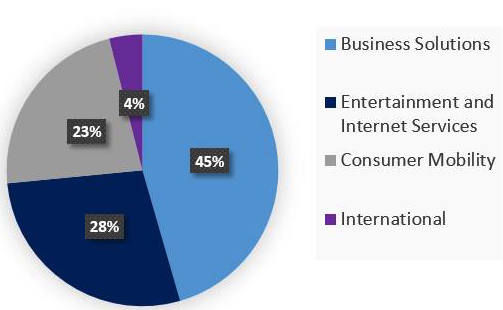 Business Solutions
Entertainment and
Internet Services
Consumer Mobility
International
4%
23%
45%
28%